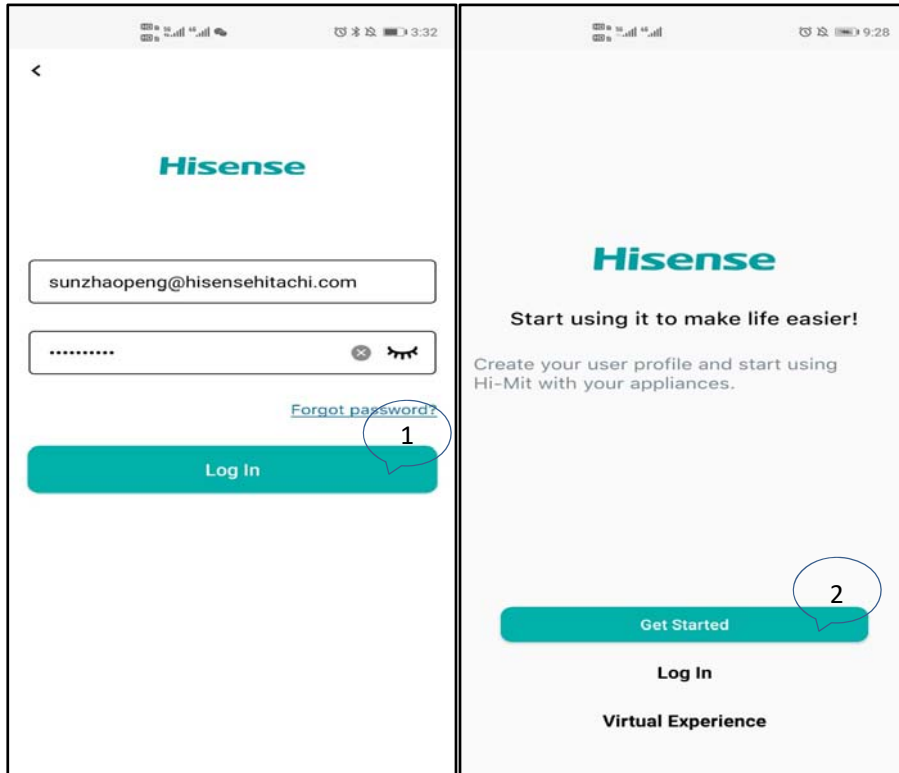 3:32
Hisense
sunzhaopeng@hisensehitachi.com
Forgot password?
1
Log In
9:28
Hisense
Start using it to make life easier!
Create your user profile and start using
Hi-Mit with your appliances.
2
Get Started
Log In
Virtual Experience